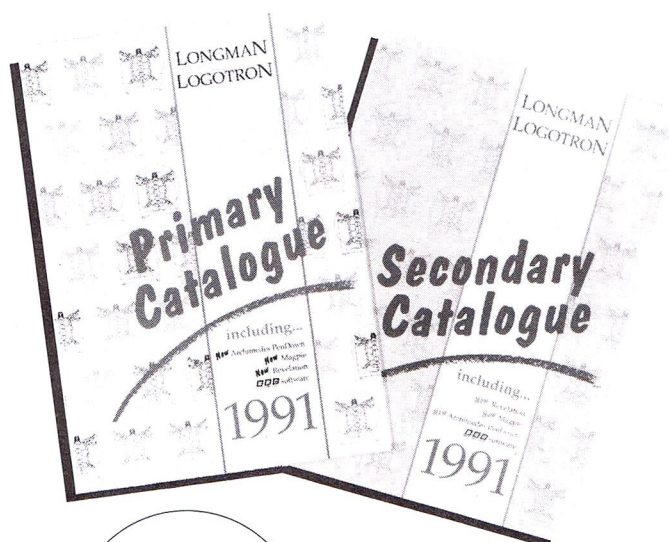 LONGMAN
LOGOTRON
Primary
Catalogue
including...
New Archimedes PenDown
New Magpie
New Revelation
BBC software
1991
LONGMAN
LOGOTRON
Secondary
Catalogue
including...
New Revelation
New Magpie
New Archimedes PenDown
BBC software
1991